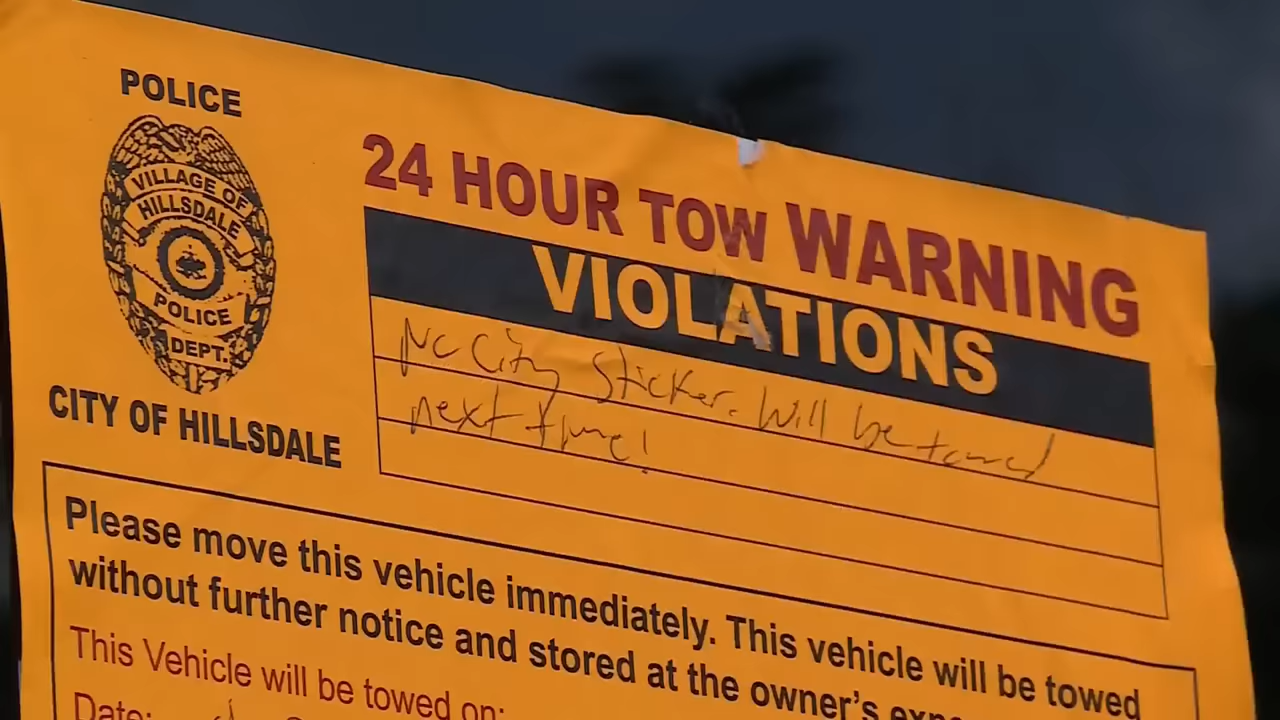 POLICE
VILLAGE OF
HILLSDALE
POLICE
DEPT.
CITY OF HILLSDALE
24 HOUR TOW WARNING
VIOLATIONS
No City Sticker. Will be towed
next time!
Please move this vehicle immediately. This vehicle will be towed
without further notice and stored at the owner's
This Vehicle will be towed on:
Date: